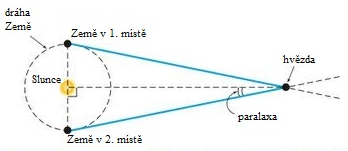 dráha
Země
Země v 1. místě
hvězda
Slunce
paralaxa
Země v 2. místě